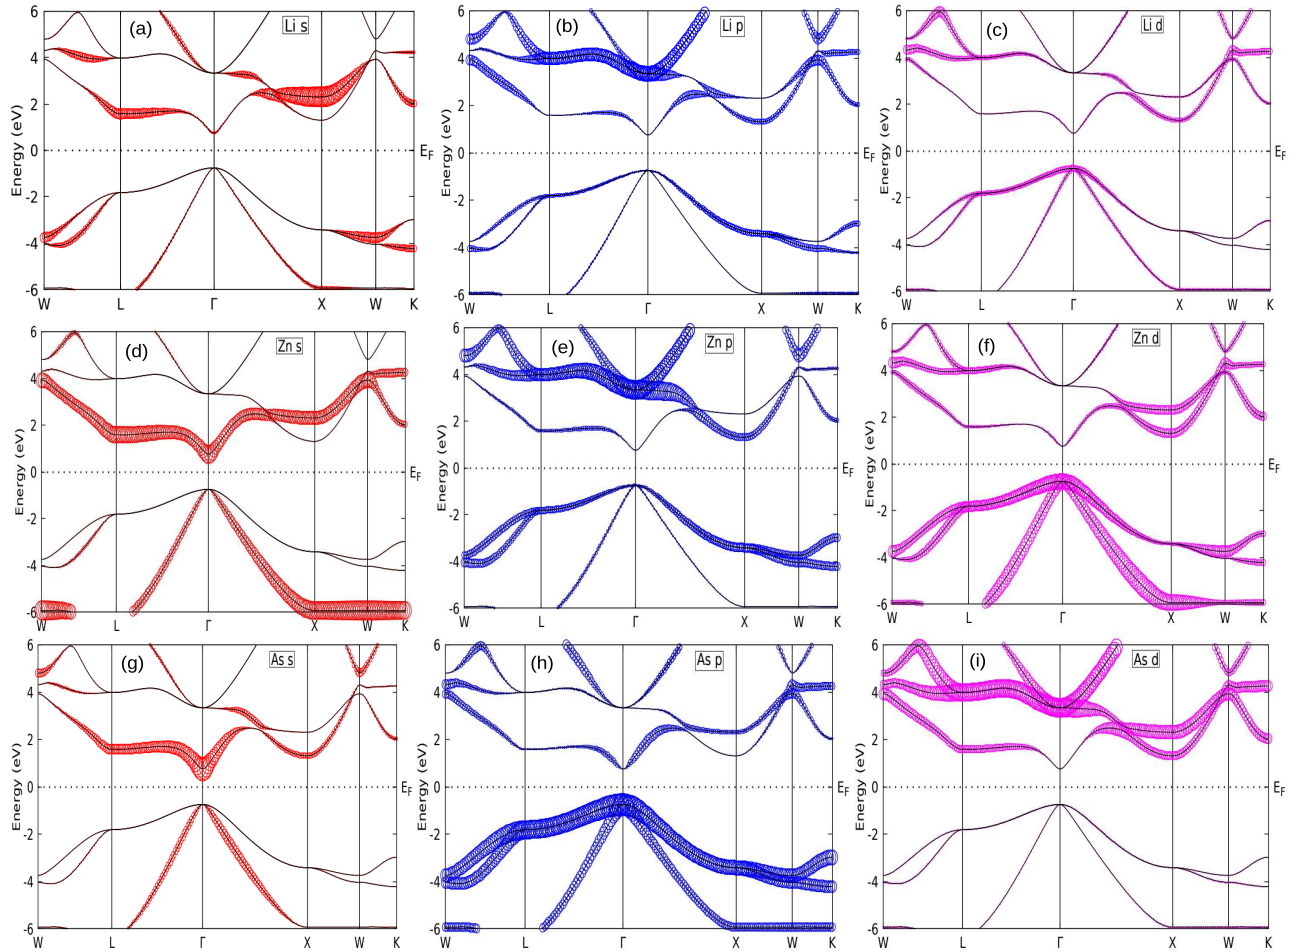 (a) Li s
Energy (eV)
6
4
2
0
-2
-4
-6
E_F
W L Γ X W K
(b) Li p
Energy (eV)
6
4
2
0
-2
-4
-6
E_F
W L Γ X W K
(c) Li d
Energy (eV)
6
4
2
0
-2
-4
-6
E_F
W L Γ X W K
(d) Zn s
Energy (eV)
6
4
2
0
-2
-4
-6
E_F
W L Γ X W K
(e) Zn p
Energy (eV)
6
4
2
0
-2
-4
-6
E_F
W L Γ X W K
(f) Zn d
Energy (eV)
6
4
2
0
-2
-4
-6
E_F
W L Γ X W K
(g) As s
Energy (eV)
6
4
2
0
-2
-4
-6
E_F
W L Γ X W K
(h) As p
Energy (eV)
6
4
2
0
-2
-4
-6
E_F
W L Γ X W K
(i) As d
Energy (eV)
6
4
2
0
-2
-4
-6
E_F
W L Γ X W K